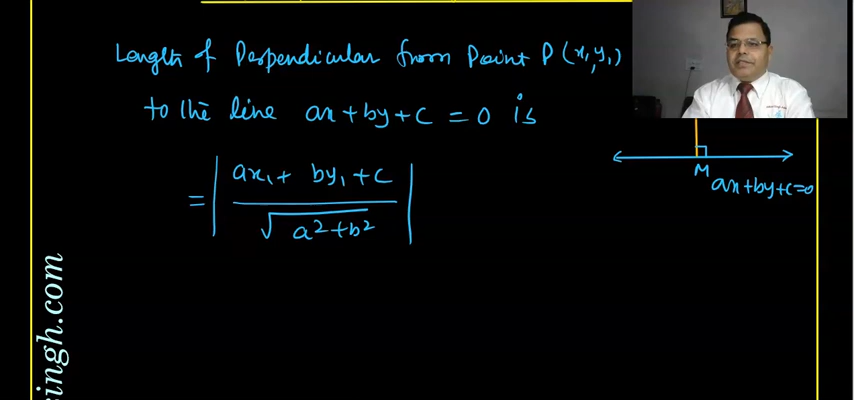 Length of Perpendicular from Point P(x₁,y₁)
to the line ax+by+c = 0 is
= | ax₁ + by₁ + c / √a²+b² |
M
ax+by+c=0
singh.com